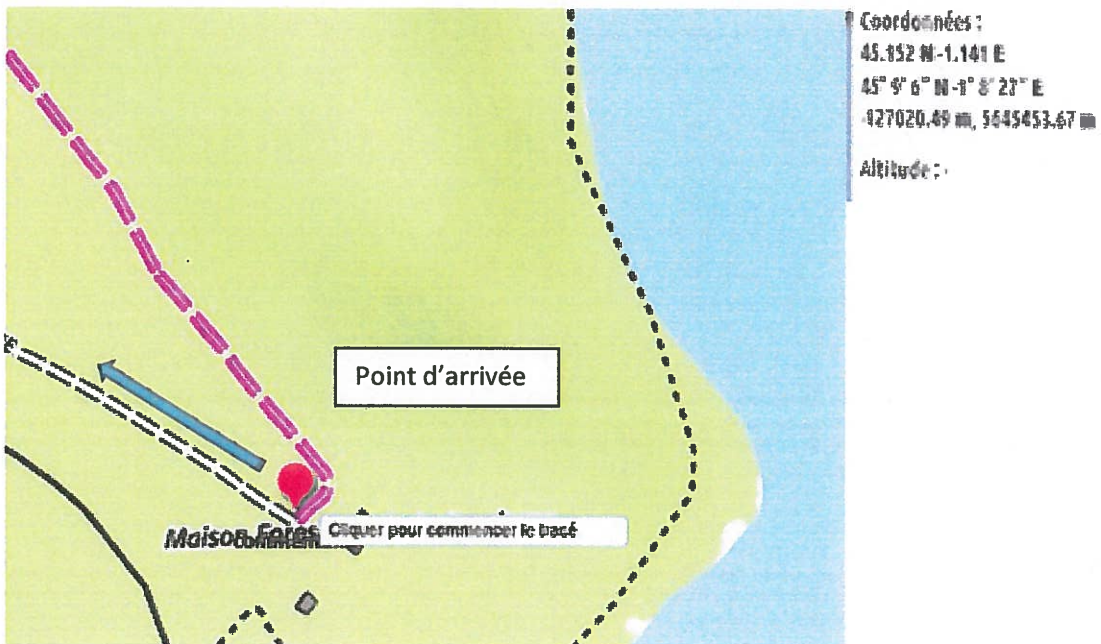 Coordonnées :
45.152 N -1.141 E
45° 9' 6" N -1° 8' 27" E
-127020.49 m, 5645453.67 m
Altitude : -
Point d'arrivée
Cliquer pour commencer le tracé
Maison Fores